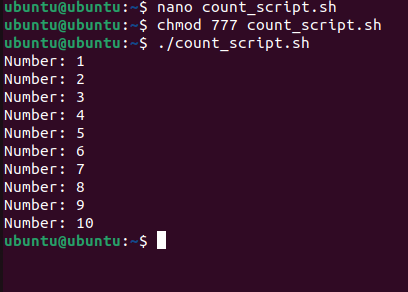 ubuntu@ubuntu:~$ nano count_script.sh
ubuntu@ubuntu:~$ chmod 777 count_script.sh
ubuntu@ubuntu:~$ ./count_script.sh
Number: 1
Number: 2
Number: 3
Number: 4
Number: 5
Number: 6
Number: 7
Number: 8
Number: 9
Number: 10
ubuntu@ubuntu:~$